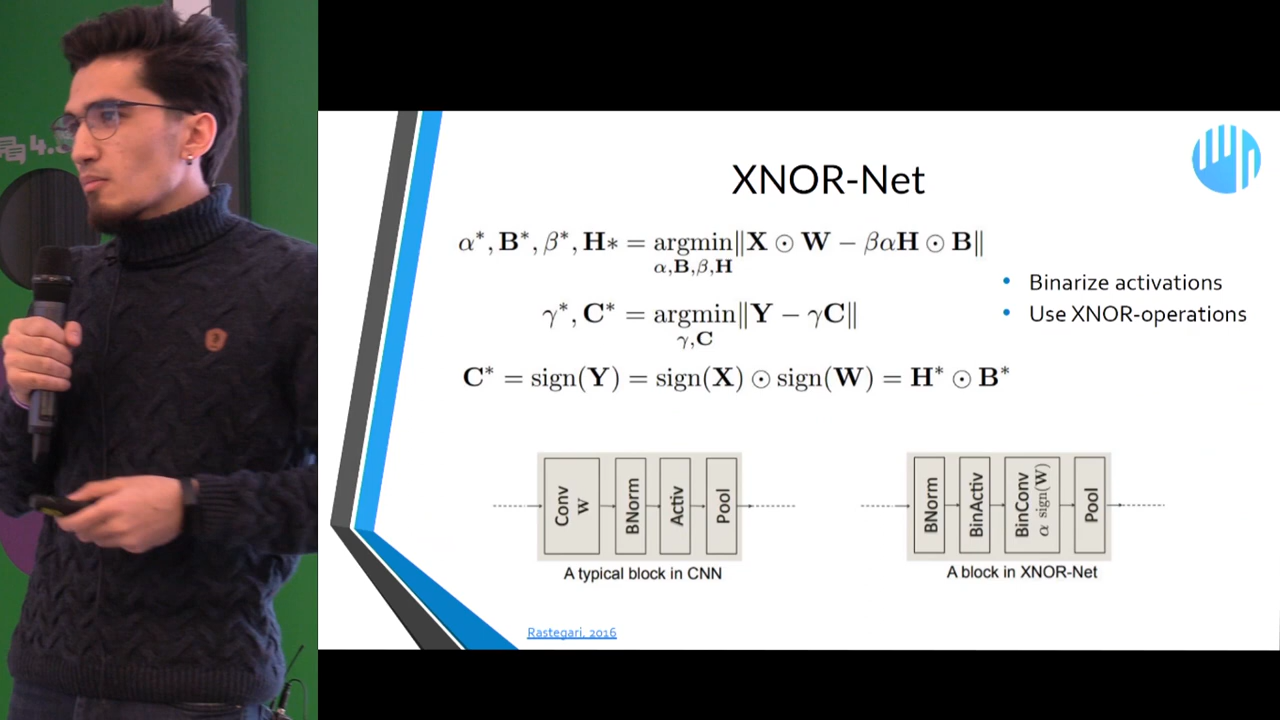 4.
XNOR-Net
α*, B*, β*, H* = argmin‖X ⊙ W − βαH ⊙ B‖
α,B,β,H
γ*, C* = argmin‖Y − γC‖
γ,C
C* = sign(Y) = sign(X) ⊙ sign(W) = H* ⊙ B*
• Binarize activations
• Use XNOR-operations
Conv W
BNorm
Activ
Pool
A typical block in CNN
BNorm
BinActiv
BinConv α sign(W)
Pool
A block in XNOR-Net
Rastegari, 2016